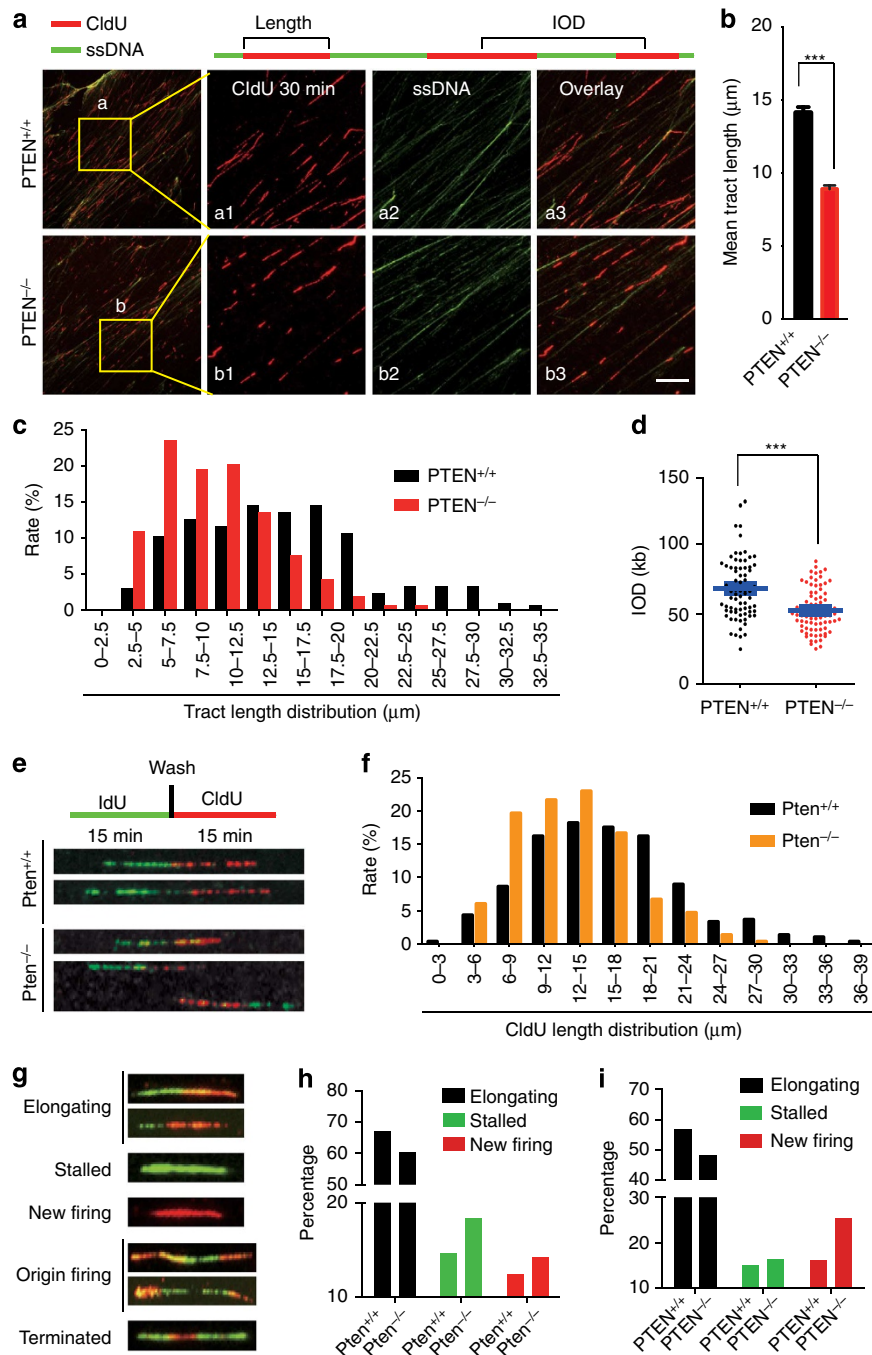 a
CldU
ssDNA
Length
IOD
PTEN+/+
a
CldU 30 min
ssDNA
Overlay
a1
a2
a3
PTEN–/–
b
b1
b2
b3
b
Mean tract length (μm)
20
15
10
5
0
***
PTEN+/+
PTEN–/–
c
Rate (%)
25
20
15
10
5
0
PTEN+/+
PTEN–/–
0–2.5
2.5–5
5–7.5
7.5–10
10–12.5
12.5–15
15–17.5
17.5–20
20–22.5
22.5–25
25–27.5
27.5–30
30–32.5
32.5–35
Tract length distribution (μm)
d
***
IOD (kb)
150
100
50
0
PTEN+/+
PTEN–/–
e
Wash
IdU
CldU
15 min
15 min
Pten+/+
Pten–/–
f
Rate (%)
25
20
15
10
5
0
Pten+/+
Pten–/–
0–3
3–6
6–9
9–12
12–15
15–18
18–21
21–24
24–27
27–30
30–33
33–36
36–39
CldU length distribution (μm)
g
Elongating
Stalled
New firing
Origin firing
Terminated
h
Percentage
80
70
60
50
20
10
Elongating
Stalled
New firing
Pten+/+
Pten–/–
Pten+/+
Pten–/–
Pten+/+
Pten–/–
i
Percentage
70
60
50
40
30
20
10
Elongating
Stalled
New firing
PTEN+/+
PTEN–/–
PTEN+/+
PTEN–/–
PTEN+/+
PTEN–/–